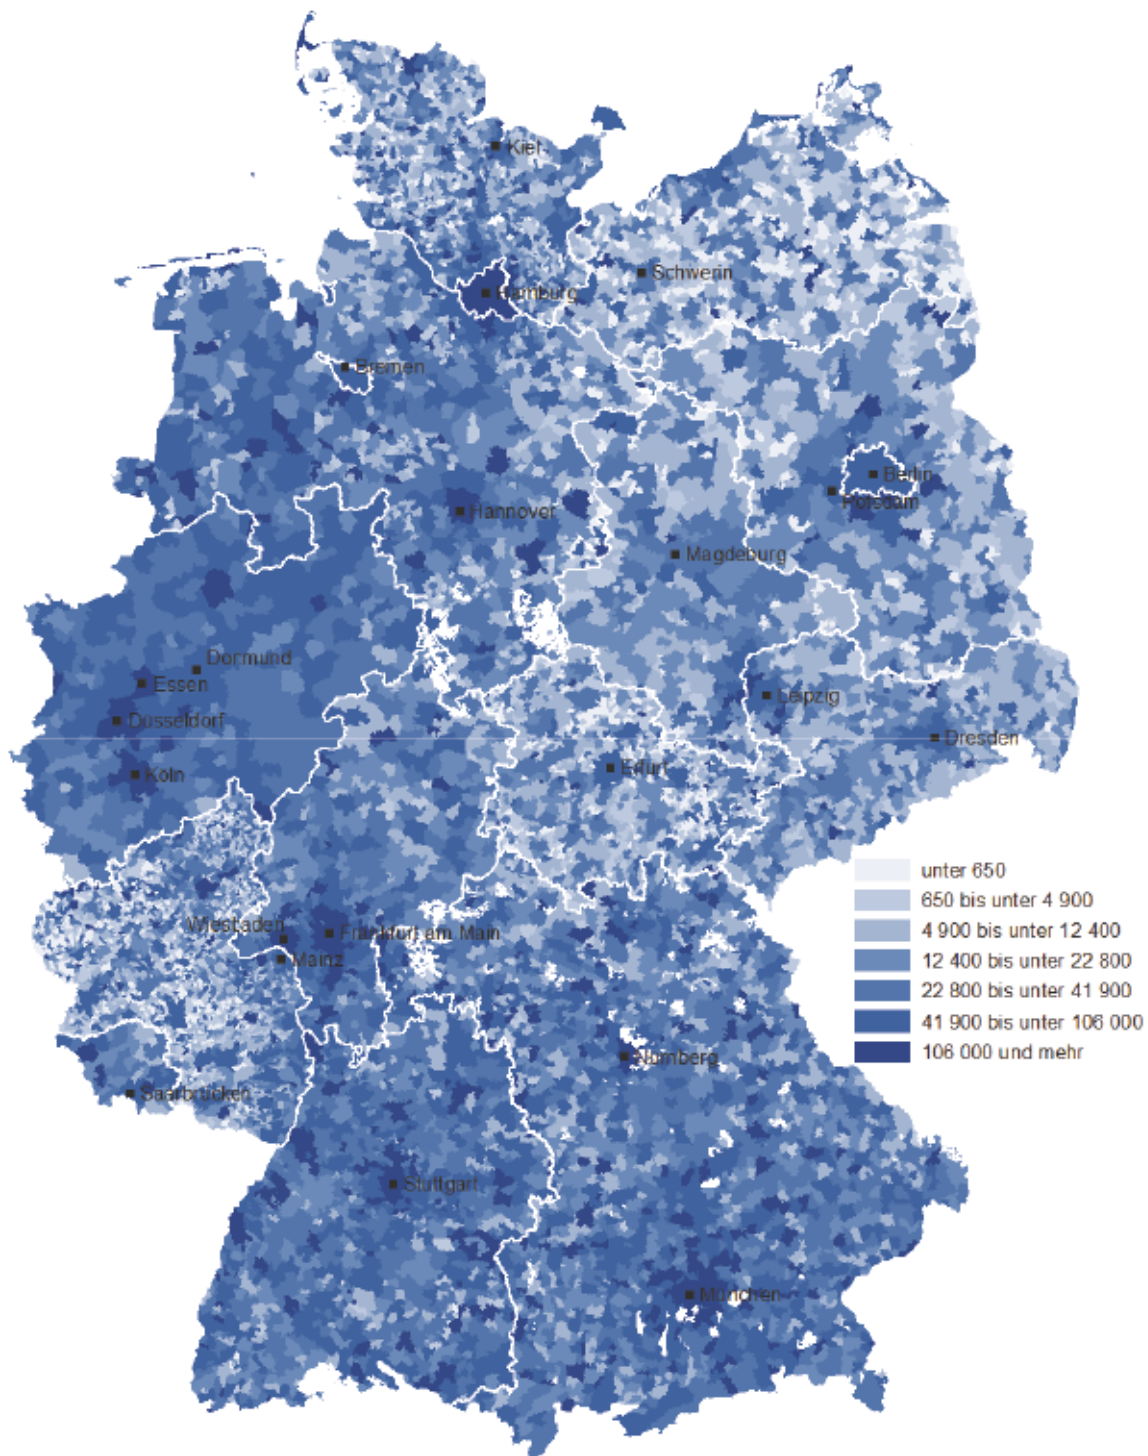 Kiel
Schwerin
Hamburg
Bremen
Berlin
Potsdam
Hannover
Magdeburg
Dortmund
Essen
Leipzig
Düsseldorf
Dresden
Köln
Erfurt
unter 650
650 bis unter 4 900
4 900 bis unter 12 400
12 400 bis unter 22 800
22 800 bis unter 41 900
41 900 bis unter 106 000
106 000 und mehr
Wiesbaden
Frankfurt am Main
Mainz
Nürnberg
Saarbrücken
Stuttgart
München